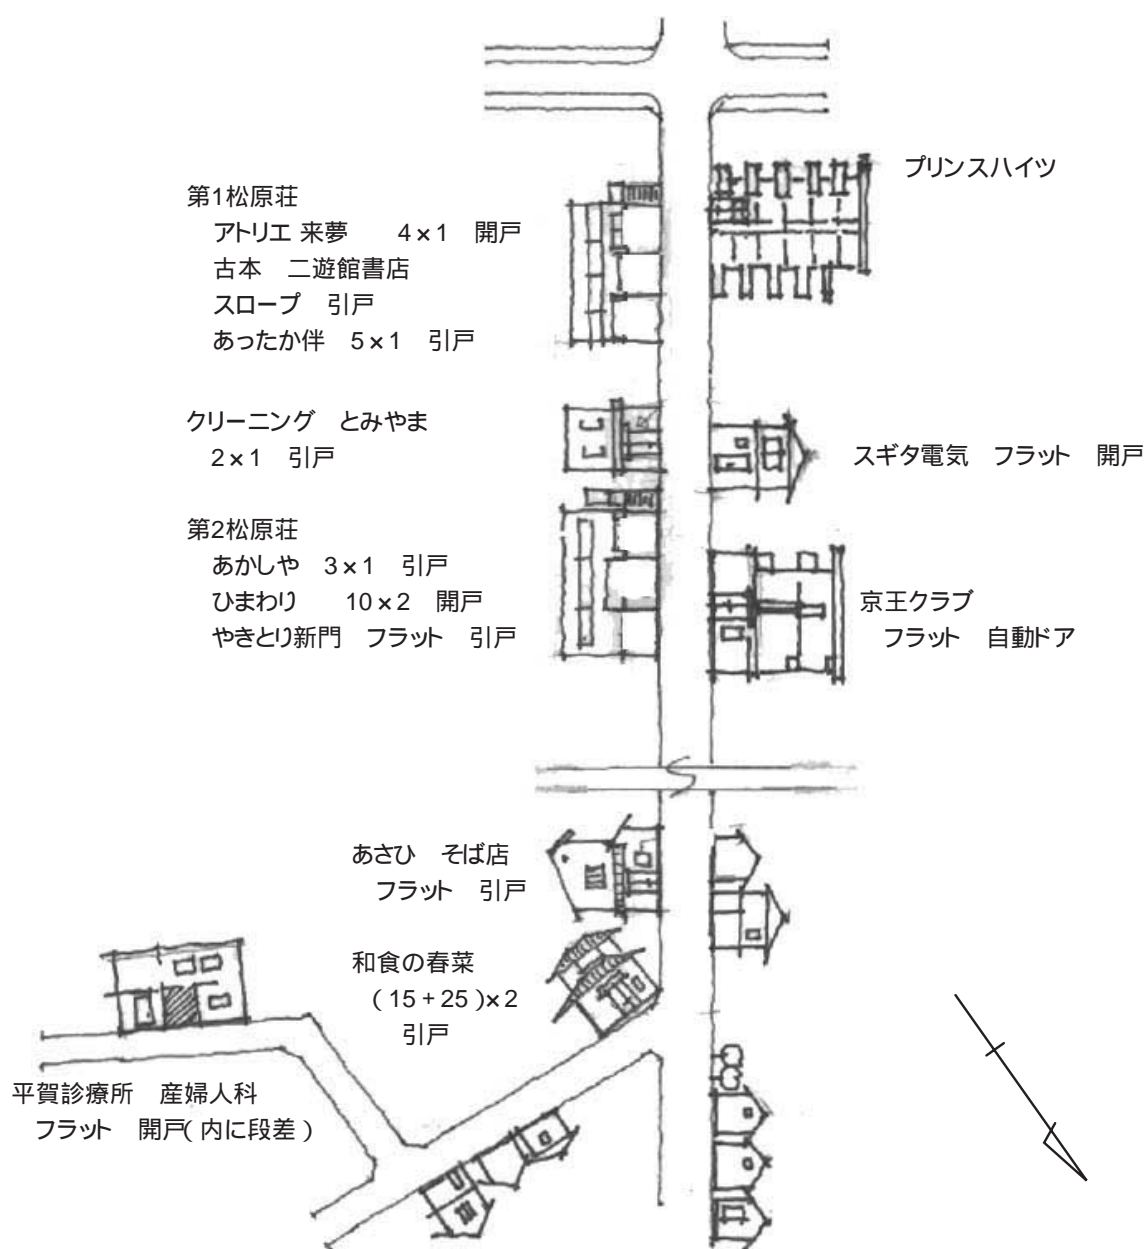 プリンスハイツ
第1松原荘
アトリエ 来夢 4×1 開戸
古本 二遊館書店
スロープ 引戸
あったか伴 5×1 引戸
クリーニング とみやま
2×1 引戸
スギタ電気 フラット 開戸
第2松原荘
あかしや 3×1 引戸
ひまわり 10×2 開戸
やきとり新門 フラット 引戸
京王クラブ
フラット 自動ドア
あさひ そば店
フラット 引戸
和食の春菜
(15+25)×2
引戸
平賀診療所 産婦人科
フラット 開戸(内に段差)